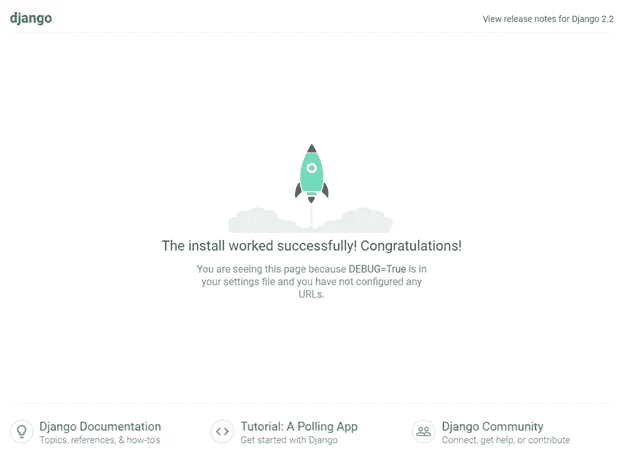 django
View release notes for Django 2.2
The install worked successfully! Congratulations!
You are seeing this page because DEBUG=True is in
your settings file and you have not configured any
URLs.
Django Documentation
Topics, references, & how-to's
Tutorial: A Polling App
Get started with Django
Django Community
Connect, get help, or contribute